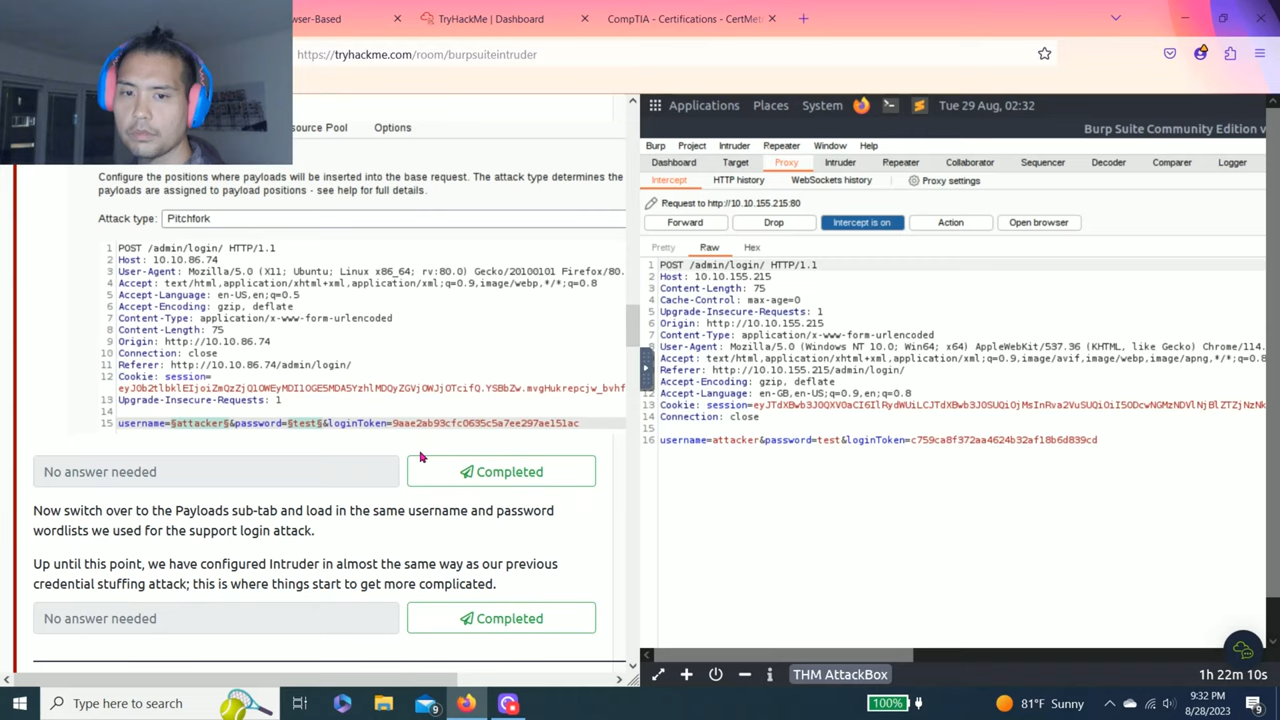 owser-Based
TryHackMe | Dashboard
CompTIA - Certifications - CertMet
https://tryhackme.com/room/burpsuiteintruder
source Pool Options
Configure the positions where payloads will be inserted into the base request. The attack type determines the
payloads are assigned to payload positions - see help for full details.
Attack type: Pitchfork
1 POST /admin/login/ HTTP/1.1
2 Host: 10.10.86.74
3 User-Agent: Mozilla/5.0 (X11; Ubuntu; Linux x86_64; rv:80.0) Gecko/20100101 Firefox/80.
4 Accept: text/html,application/xhtml+xml,application/xml;q=0.9,image/webp,*/*;q=0.8
5 Accept-Language: en-US,en;q=0.5
6 Accept-Encoding: gzip, deflate
7 Content-Type: application/x-www-form-urlencoded
8 Content-Length: 75
9 Origin: http://10.10.86.74
10 Connection: close
11 Referer: http://10.10.86.74/admin/login/
12 Cookie: session=
13 Upgrade-Insecure-Requests: 1
14
15 username=§attacker§&password=§test§&loginToken=9aae2ab93cfc0635c5a7ee297ae151ac
No answer needed
Completed
Now switch over to the Payloads sub-tab and load in the same username and password
wordlists we used for the support login attack.
Up until this point, we have configured Intruder in almost the same way as our previous
credential stuffing attack; this is where things start to get more complicated.
No answer needed
Completed
Applications Places System Tue 29 Aug, 02:32
Burp Suite Community Edition v
Burp Project Intruder Repeater Window Help
Dashboard Target Proxy Intruder Repeater Collaborator Sequencer Decoder Comparer Logger
Intercept HTTP history WebSockets history Proxy settings
Request to http://10.10.155.215:80
Forward Drop Intercept is on Action Open browser
Pretty Raw Hex
1 POST /admin/login/ HTTP/1.1
2 Host: 10.10.155.215
3 Content-Length: 75
4 Cache-Control: max-age=0
5 Upgrade-Insecure-Requests: 1
6 Origin: http://10.10.155.215
7 Content-Type: application/x-www-form-urlencoded
8 User-Agent: Mozilla/5.0 (Windows NT 10.0; Win64; x64) AppleWebKit/537.36 (KHTML, like Gecko) Chrome/114.
Accept: text/html,application/xhtml+xml,application/xml;q=0.9,image/avif,image/webp,image/apng,*/*;q=0.8
Referer: http://10.10.155.215/admin/login/
Accept-Encoding: gzip, deflate
12 Accept-Language: en-GB,en-US;q=0.9,en;q=0.8
13 Cookie:
14 Connection: close
15
16 username=attacker&password=test&loginToken=c759ca8f372aa4624b32af18b6d839cd
THM AttackBox
1h 22m 10s
Type here to search
9
100%
81°F Sunny
9:32 PM
8/28/2023
9